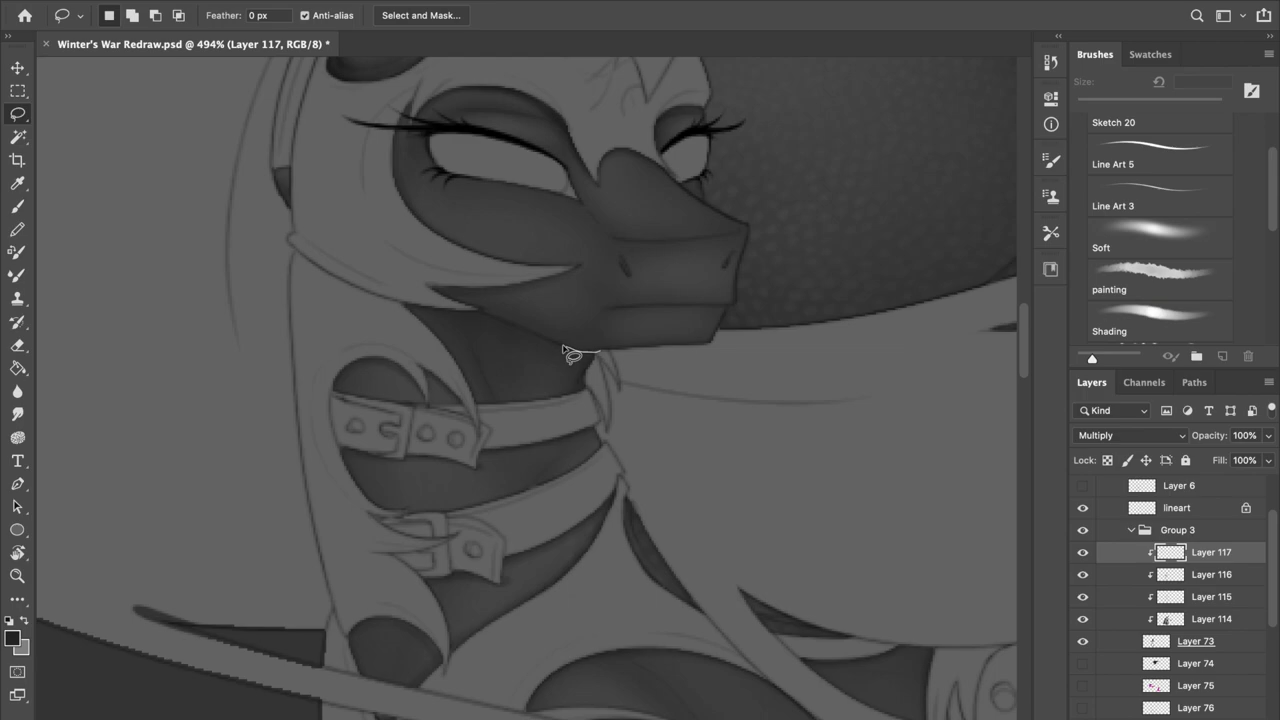 Feather: 0 px Anti-alias Select and Mask...
Winter's War Redraw.psd @ 494% (Layer 117, RGB/8) *
Brushes Swatches
Size:
Sketch 20
Line Art 5
Line Art 3
Soft
painting
Shading
Layers Channels Paths
Kind
Multiply Opacity: 100%
Lock: Fill: 100%
Layer 6
lineart
Group 3
Layer 117
Layer 116
Layer 115
Layer 114
Layer 73
Layer 74
Layer 75
Layer 76